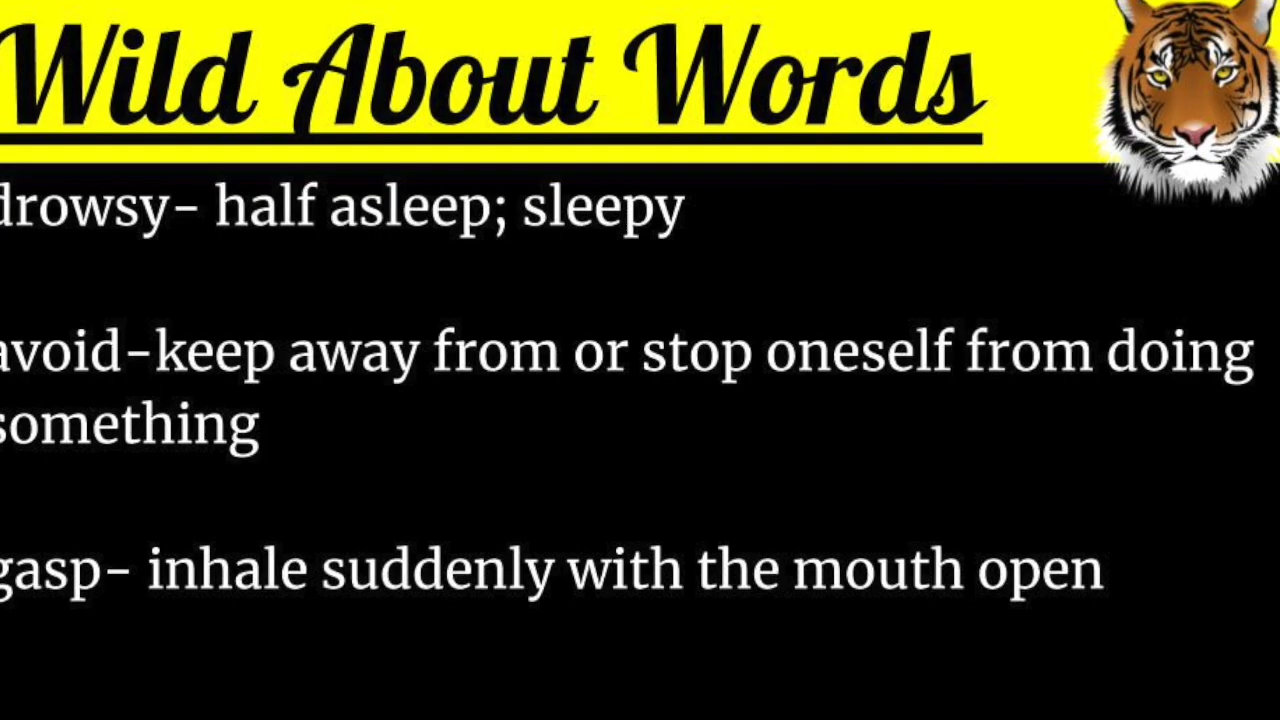 Wild About Words
drowsy- half asleep; sleepy
avoid-keep away from or stop oneself from doing
something
gasp- inhale suddenly with the mouth open